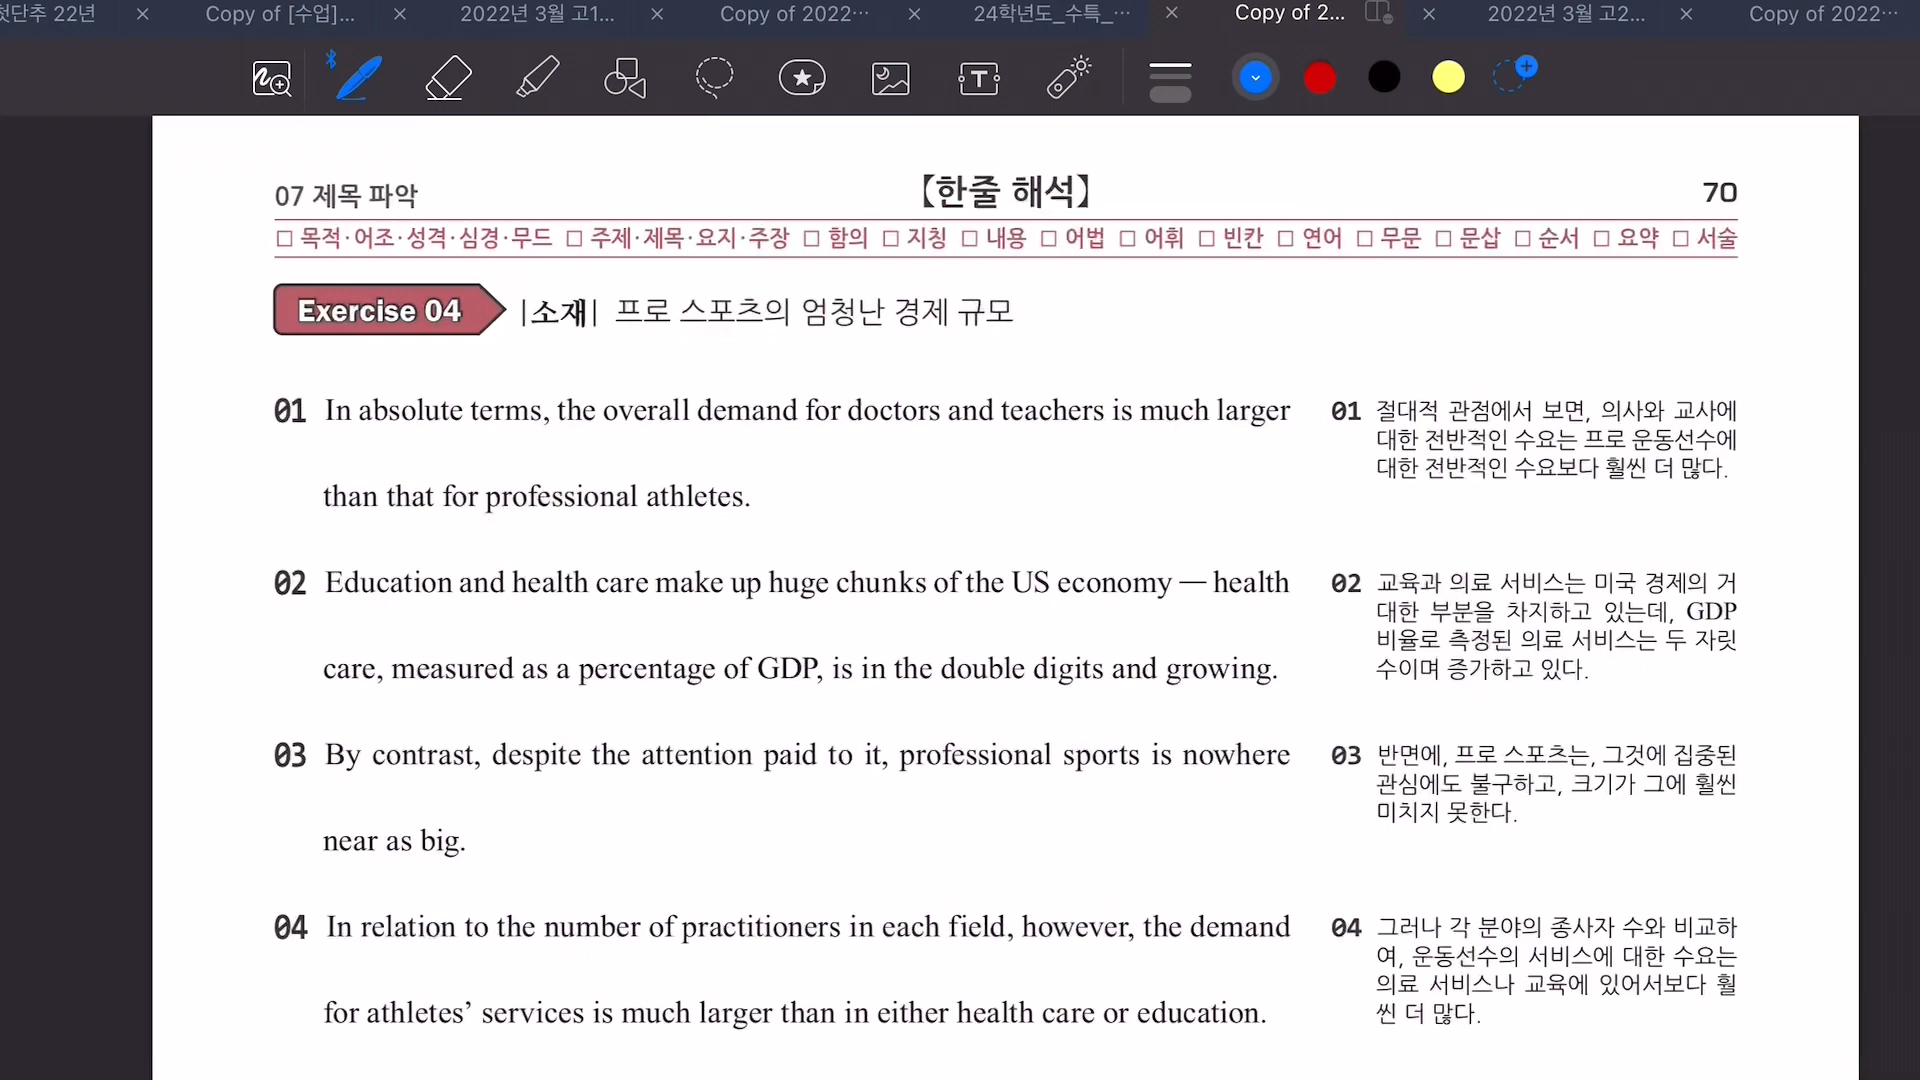 첫단추 22년
Copy of [수업]...
2022년 3월 고1...
Copy of 2022...
24학년도_수특_...
Copy of 2...
2022년 3월 고2...
Copy of 2022...
07 제목 파악
【한줄 해석】
70
□ 목적·어조·성격·심경·무드 □ 주제·제목·요지·주장 □ 함의 □ 지칭 □ 내용 □ 어법 □ 어휘 □ 빈칸 □ 연어 □ 무문 □ 문삽 □ 순서 □ 요약 □ 서술
Exercise 04 |소재| 프로 스포츠의 엄청난 경제 규모
01 In absolute terms, the overall demand for doctors and teachers is much larger
than that for professional athletes.
01 절대적 관점에서 보면, 의사와 교사에
대한 전반적인 수요는 프로 운동선수에
대한 전반적인 수요보다 훨씬 더 많다.
02 Education and health care make up huge chunks of the US economy — health
care, measured as a percentage of GDP, is in the double digits and growing.
02 교육과 의료 서비스는 미국 경제의 거
대한 부분을 차지하고 있는데, GDP
비율로 측정된 의료 서비스는 두 자릿
수이며 증가하고 있다.
03 By contrast, despite the attention paid to it, professional sports is nowhere
near as big.
03 반면에, 프로 스포츠는, 그것에 집중된
관심에도 불구하고, 크기가 그에 훨씬
미치지 못한다.
04 In relation to the number of practitioners in each field, however, the demand
for athletes’ services is much larger than in either health care or education.
04 그러나 각 분야의 종사자 수와 비교하
여, 운동선수의 서비스에 대한 수요는
의료 서비스나 교육에 있어서보다 훨
씬 더 많다.